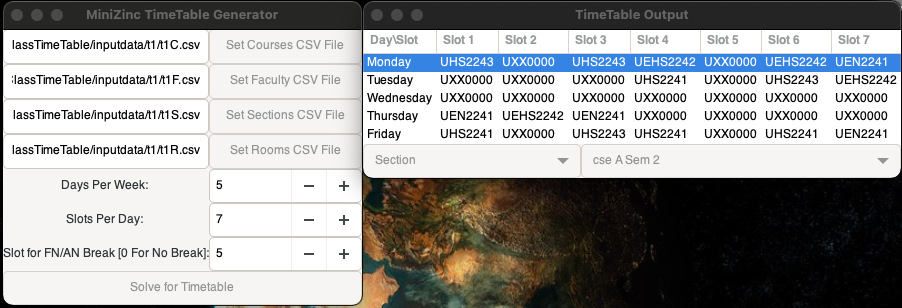 MiniZinc TimeTable Generator
lassTimeTable/inputdata/t1/t1C.csv Set Courses CSV File
:lassTimeTable/inputdata/t1/t1F.csv Set Faculty CSV File
lassTimeTable/inputdata/t1/t1S.csv Set Sections CSV File
lassTimeTable/inputdata/t1/t1R.csv Set Rooms CSV File
Days Per Week: 5 − +
Slots Per Day: 7 − +
Slot for FN/AN Break [0 For No Break]: 5 − +
Solve for Timetable
TimeTable Output
Day\Slot Slot 1 Slot 2 Slot 3 Slot 4 Slot 5 Slot 6 Slot 7
Monday UHS2243 UXX0000 UHS2243 UEHS2242 UXX0000 UEHS2242 UEN2241
Tuesday UXX0000 UXX0000 UHS2241 UHS2241 UXX0000 UHS2243 UEHS2242
Wednesday UXX0000 UXX0000 UXX0000 UXX0000 UXX0000 UXX0000 UXX0000
Thursday UEN2241 UEHS2242 UEN2241 UXX0000 UXX0000 UXX0000 UXX0000
Friday UHS2241 UXX0000 UHS2243 UHS2241 UXX0000 UHS2241 UEN2241
Section cse A Sem 2